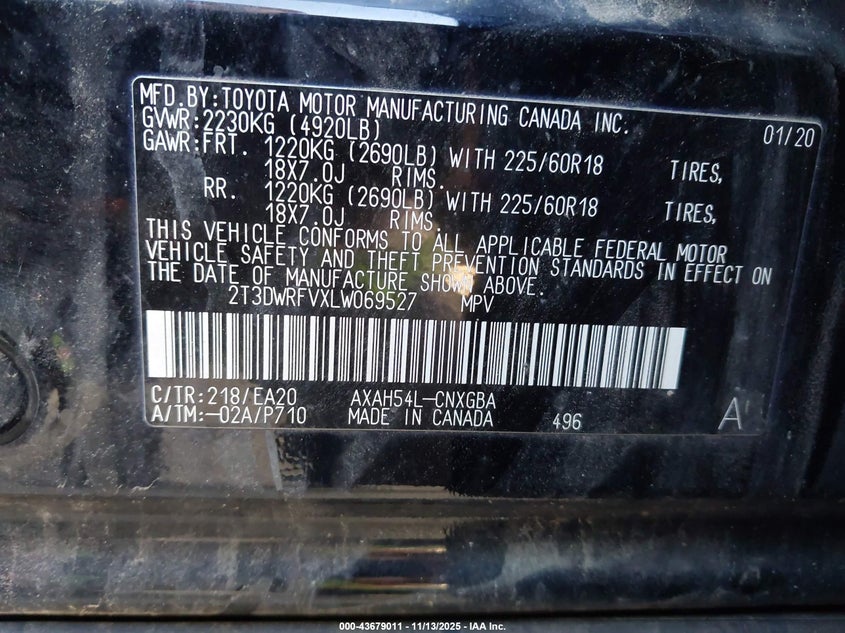 MFD.BY:TOYOTA MOTOR MANUFACTURING CANADA INC. 01/20
GVWR:2230KG (4920LB)
GAWR:FRT. 1220KG (2690LB) WITH 225/60R18 TIRES,
18X7.0J RIMS.
RR. 1220KG (2690LB) WITH 225/60R18 TIRES,
18X7.0J RIMS.
THIS VEHICLE CONFORMS TO ALL APPLICABLE FEDERAL MOTOR
VEHICLE SAFETY AND THEFT PREVENTION STANDARDS IN EFFECT ON
THE DATE OF MANUFACTURE SHOWN ABOVE.
2T3DWRFVXLW069527 MPV
C/TR:218/EA20 AXAH54L-CNXGBA
A/TM:-02A/P710 MADE IN CANADA 496 A
000-43679011 - 11/13/2025 - IAA Inc.